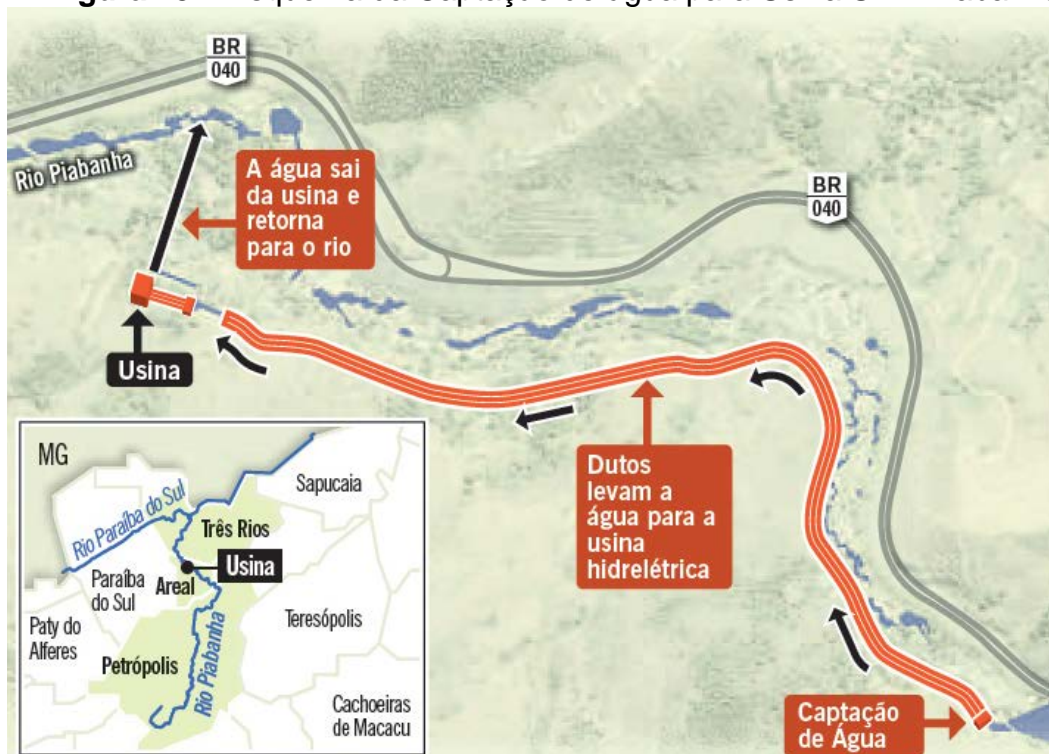 BR
040
Rio Piabanha
A água sai
da usina e
retorna
para o rio
BR
040
Usina
Dutos
levam a
água para a
usina
hidrelétrica
Captação
de Água
MG
Rio Paraíba do Sul
Sapucaia
Três Rios
Usina
Paraíba
do Sul
Areal
Paty do
Alferes
Teresópolis
Petrópolis
Rio Piabanha
Cachoeiras
de Macacu